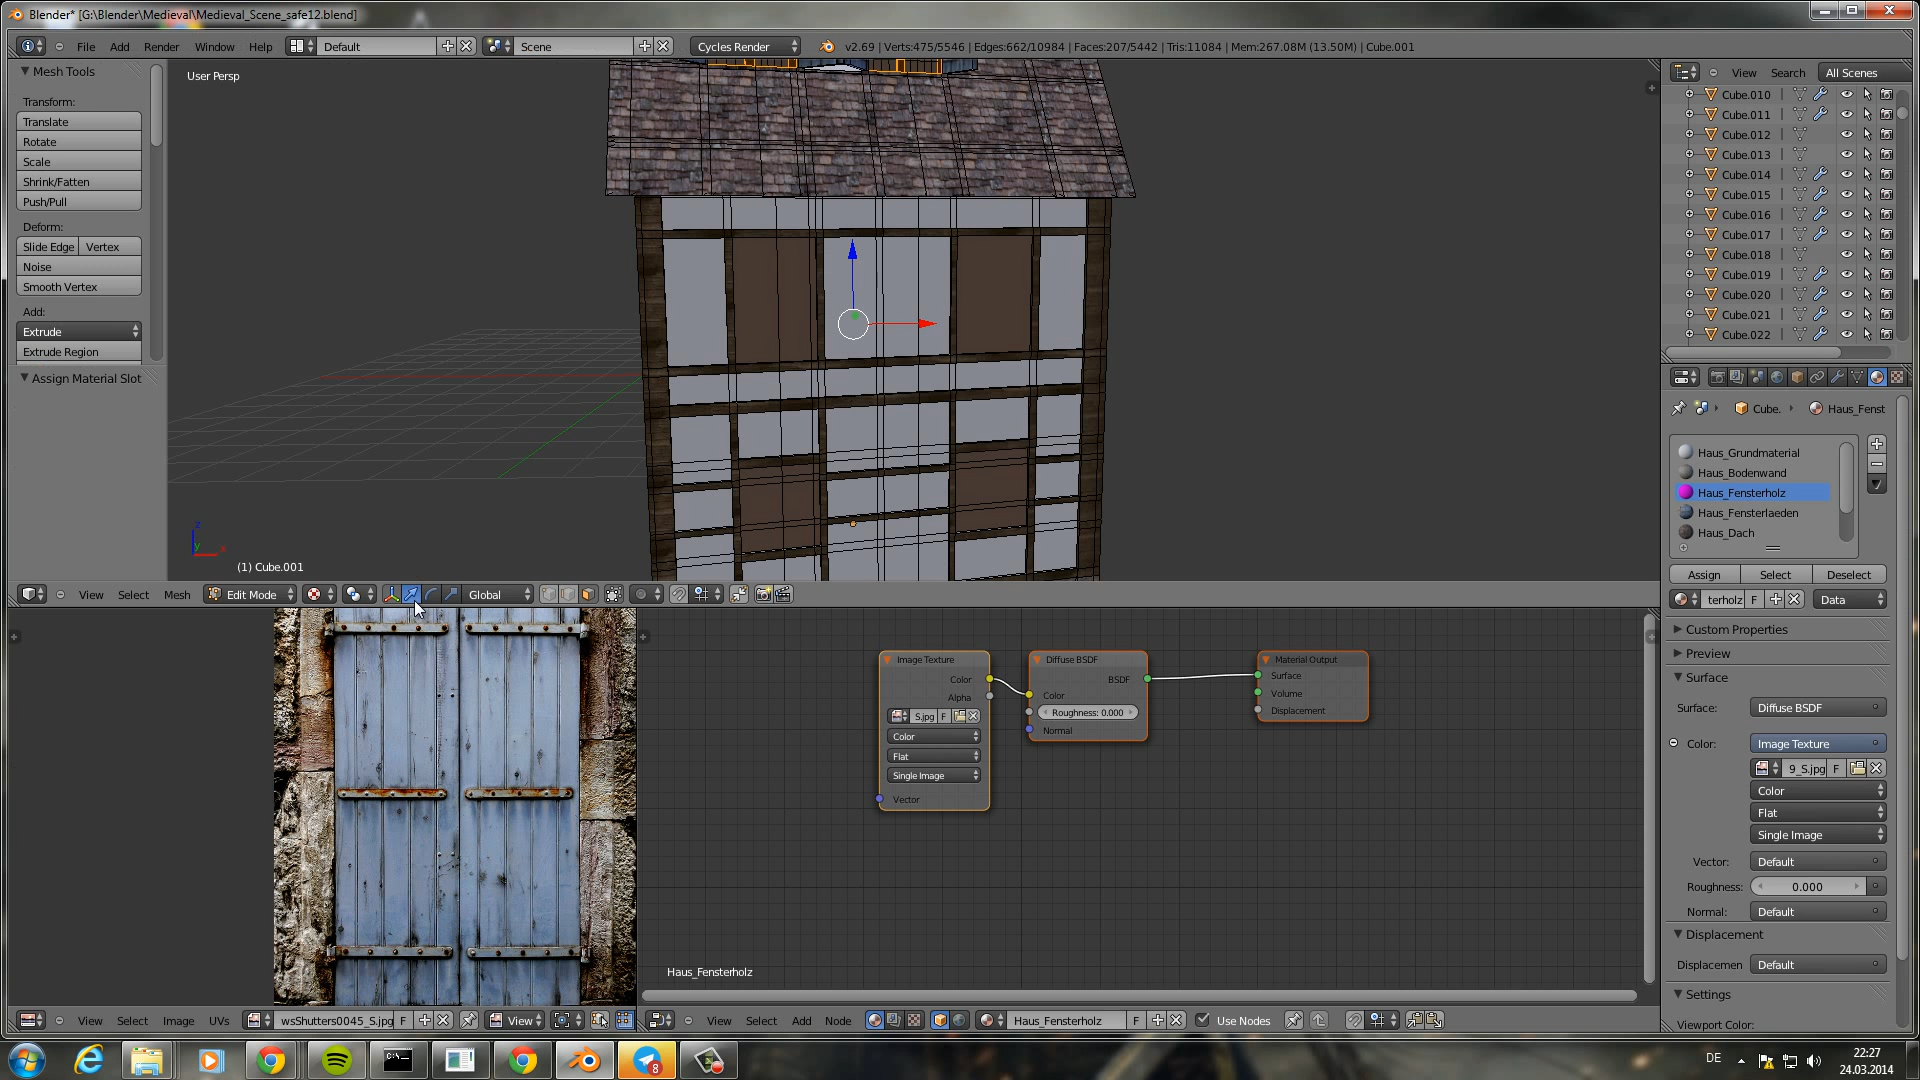 Blender* [G:\Blender\Medieval\Medieval_Scene_safe12.blend]
File Add Render Window Help Default Scene Cycles Render v2.69 | Verts:475/5546 | Edges:662/10984 | Faces:207/5442 | Tris:11084 | Mem:267.08M (13.50M) | Cube.001
Mesh Tools
Transform:
Translate
Rotate
Scale
Shrink/Fatten
Push/Pull
Deform:
Slide Edge Vertex
Noise
Smooth Vertex
Add:
Extrude
Extrude Region
Assign Material Slot
User Persp
z
y
x
(1) Cube.001
View Select Mesh Edit Mode Global
View Search All Scenes
Cube.010
Cube.011
Cube.012
Cube.013
Cube.014
Cube.015
Cube.016
Cube.017
Cube.018
Cube.019
Cube.020
Cube.021
Cube.022
Cube. Haus_Fenst
Haus_Grundmaterial
Haus_Bodenwand
Haus_Fensterholz
Haus_Fensterlaeden
Haus_Dach
Assign Select Deselect
terholz F Data
Custom Properties
Preview
Surface
Surface: Diffuse BSDF
Color: Image Texture
9_S.jpg F
Color
Flat
Single Image
Vector: Default
Roughness: 0.000
Normal: Default
Displacement
Displacemen Default
Settings
Viewport Color:
Image Texture
Color
Alpha
S.jpg F
Color
Flat
Single Image
Vector
Diffuse BSDF
BSDF
Color
Roughness: 0.000
Normal
Material Output
Surface
Volume
Displacement
Haus_Fensterholz
View Select Image UVs wsShutters0045_S.jpg F View
View Select Add Node Haus_Fensterholz F Use Nodes
C:\
8
DE
22:27
24.03.2014